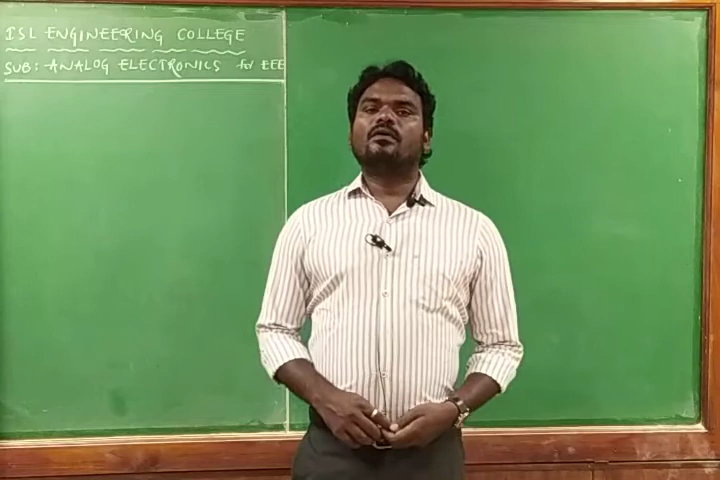 ISL ENGINEERING COLLEGE
SUB:- ANALOG ELECTRONICS for EEE